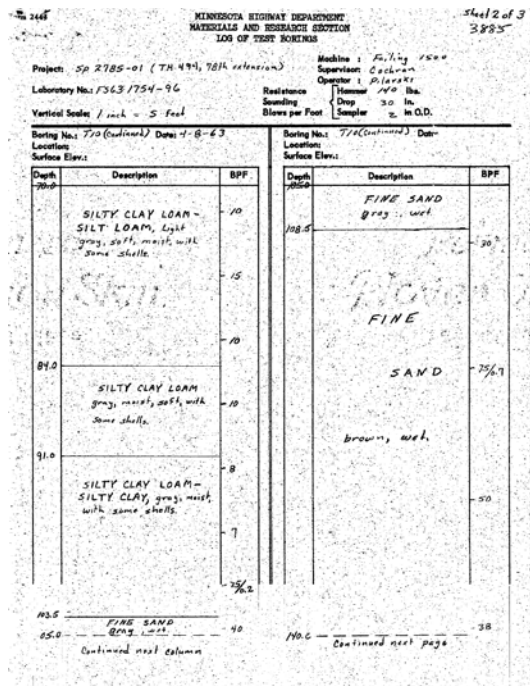 2445
Sheet 2 of 3
3885
MINNESOTA HIGHWAY DEPARTMENT
MATERIALS AND RESEARCH SECTION
LOG OF TEST BORINGS
Machine : Failing 1500
Project: Sp 2785-01 (TH 494, 78th extension)
Supervisor: Cochran
Operator : Pilarski
Laboratory No.: F363 1754-96
Resistance Hammer 140 lbs.
Sounding Drop 30 in.
Vertical Scale: 1 inch = 5 feet
Blows per Foot Sampler 2 in O.D.
Boring No.: T10 (Continued) Date: 4-8-63
Location:
Surface Elev.:
Depth Description BPF
70.0
SILTY CLAY LOAM -
SILT LOAM, light
gray, soft, moist, with
some shells.
10
15
10
84.0
SILTY CLAY LOAM
gray, moist, soft, with
some shells.
10
91.0
8
SILTY CLAY LOAM-
SILTY CLAY, gray, moist,
with some shells.
7
75/0.2
103.5
FINE SAND
gray, wet
05.0
40
Continued next column
Boring No.: T10 (Continued) Date:
Location:
Surface Elev.:
Depth Description BPF
105.0
FINE SAND
gray, wet
108.5
30
FINE
SAND
75/0.7
brown, wet.
50
140.0
38
Continued next page